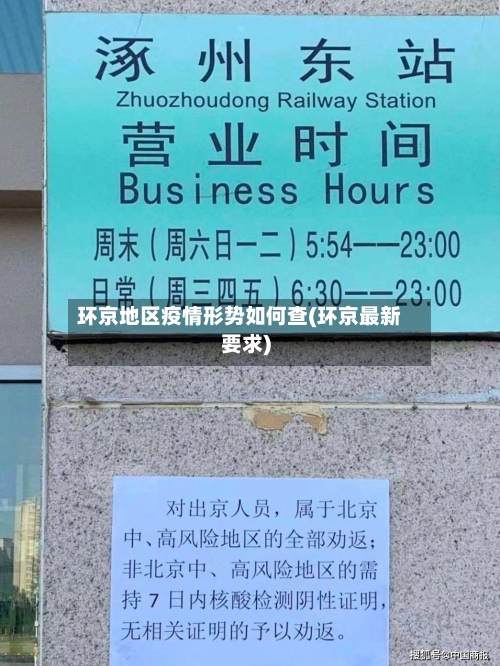 涿州东站
Zhuozhoudong Railway Station
营业时间
Business Hours
周末（周六日一二）5:54——23:00
日常（周三四五）6:30——23:00
环京地区疫情形势如何查(环京最新
要求)
对出京人员，属于北京
中、高风险地区的全部劝返；
非北京中、高风险地区的需
持7日内核酸检测阴性证明，
无相关证明的予以劝返。
搜狐号@中国商报